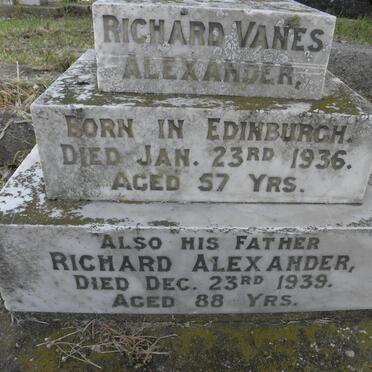 RICHARD VANES
ALEXANDER,
BORN IN EDINBURGH.
DIED JAN. 23RD 1936.
AGED 57 YRS.
ALSO HIS FATHER
RICHARD ALEXANDER,
DIED DEC. 23RD 1939.
AGED 88 YRS.